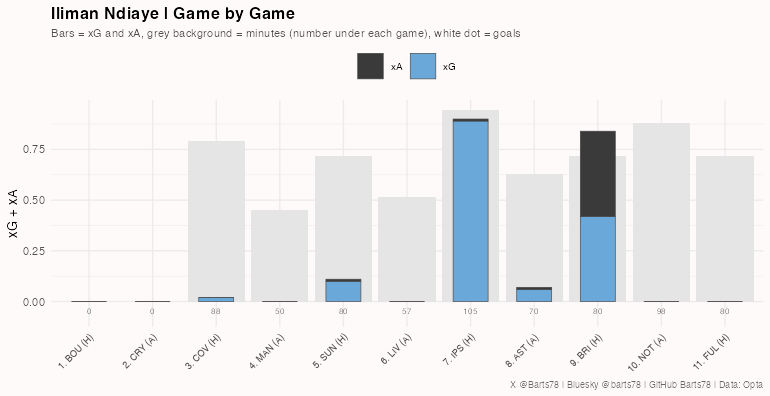 Iliman Ndiaye | Game by Game
Bars = xG and xA, grey background = minutes (number under each game), white dot = goals
xA xG
xG + xA
0.75
0.50
0.25
0.00
0 0 88 50 80 57 105 70 80 98 80
1. BOU (H) 2. CRY (A) 3. COV (H) 4. MAN (A) 5. SUN (H) 6. LIV (A) 7. IPS (H) 8. AST (A) 9. BRI (H) 10. NOT (A) 11. FUL (H)
X @Barts78 | Bluesky @barts78 | GitHub Barts78 | Data: Opta